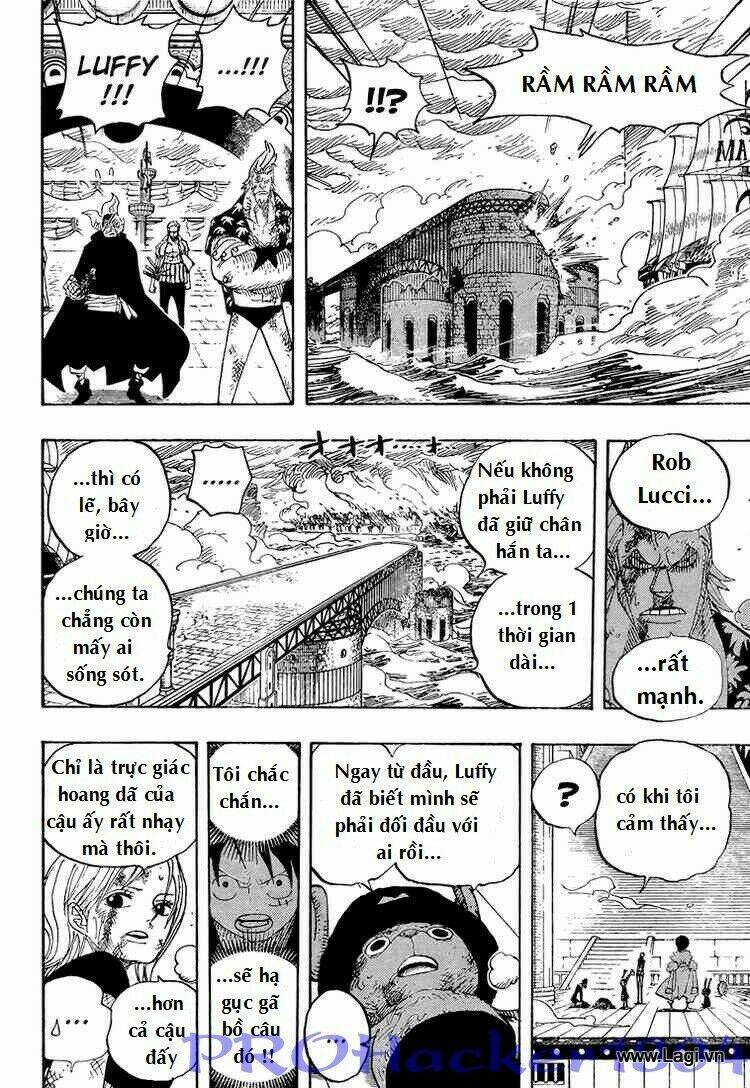 RẦM RẦM RẦM
!!?
MA
...!!!
LUFFY
!!!
Rob
Lucci...
...rất
mạnh.
Nếu không
phải Luffy
đã giữ chân
hắn ta...
...trong 1
thời gian
dài...
.....
...thì có
lẽ, bây
giờ...
...chúng ta
chẳng còn
mấy ai
sống sót.
có khi tôi
cảm thấy...
?
Ngay từ đầu, Luffy
đã biết mình sẽ
phải đối đầu với
ai rồi...
...
Tôi chắc
chắn...
...sẽ hạ
gục gã
bồ câu
đó !!
Chỉ là trực giác
hoang dã của
cậu ấy rất nhạy
mà thôi.
...hơn
cả cậu
đấy
...
www.Lagi.vn